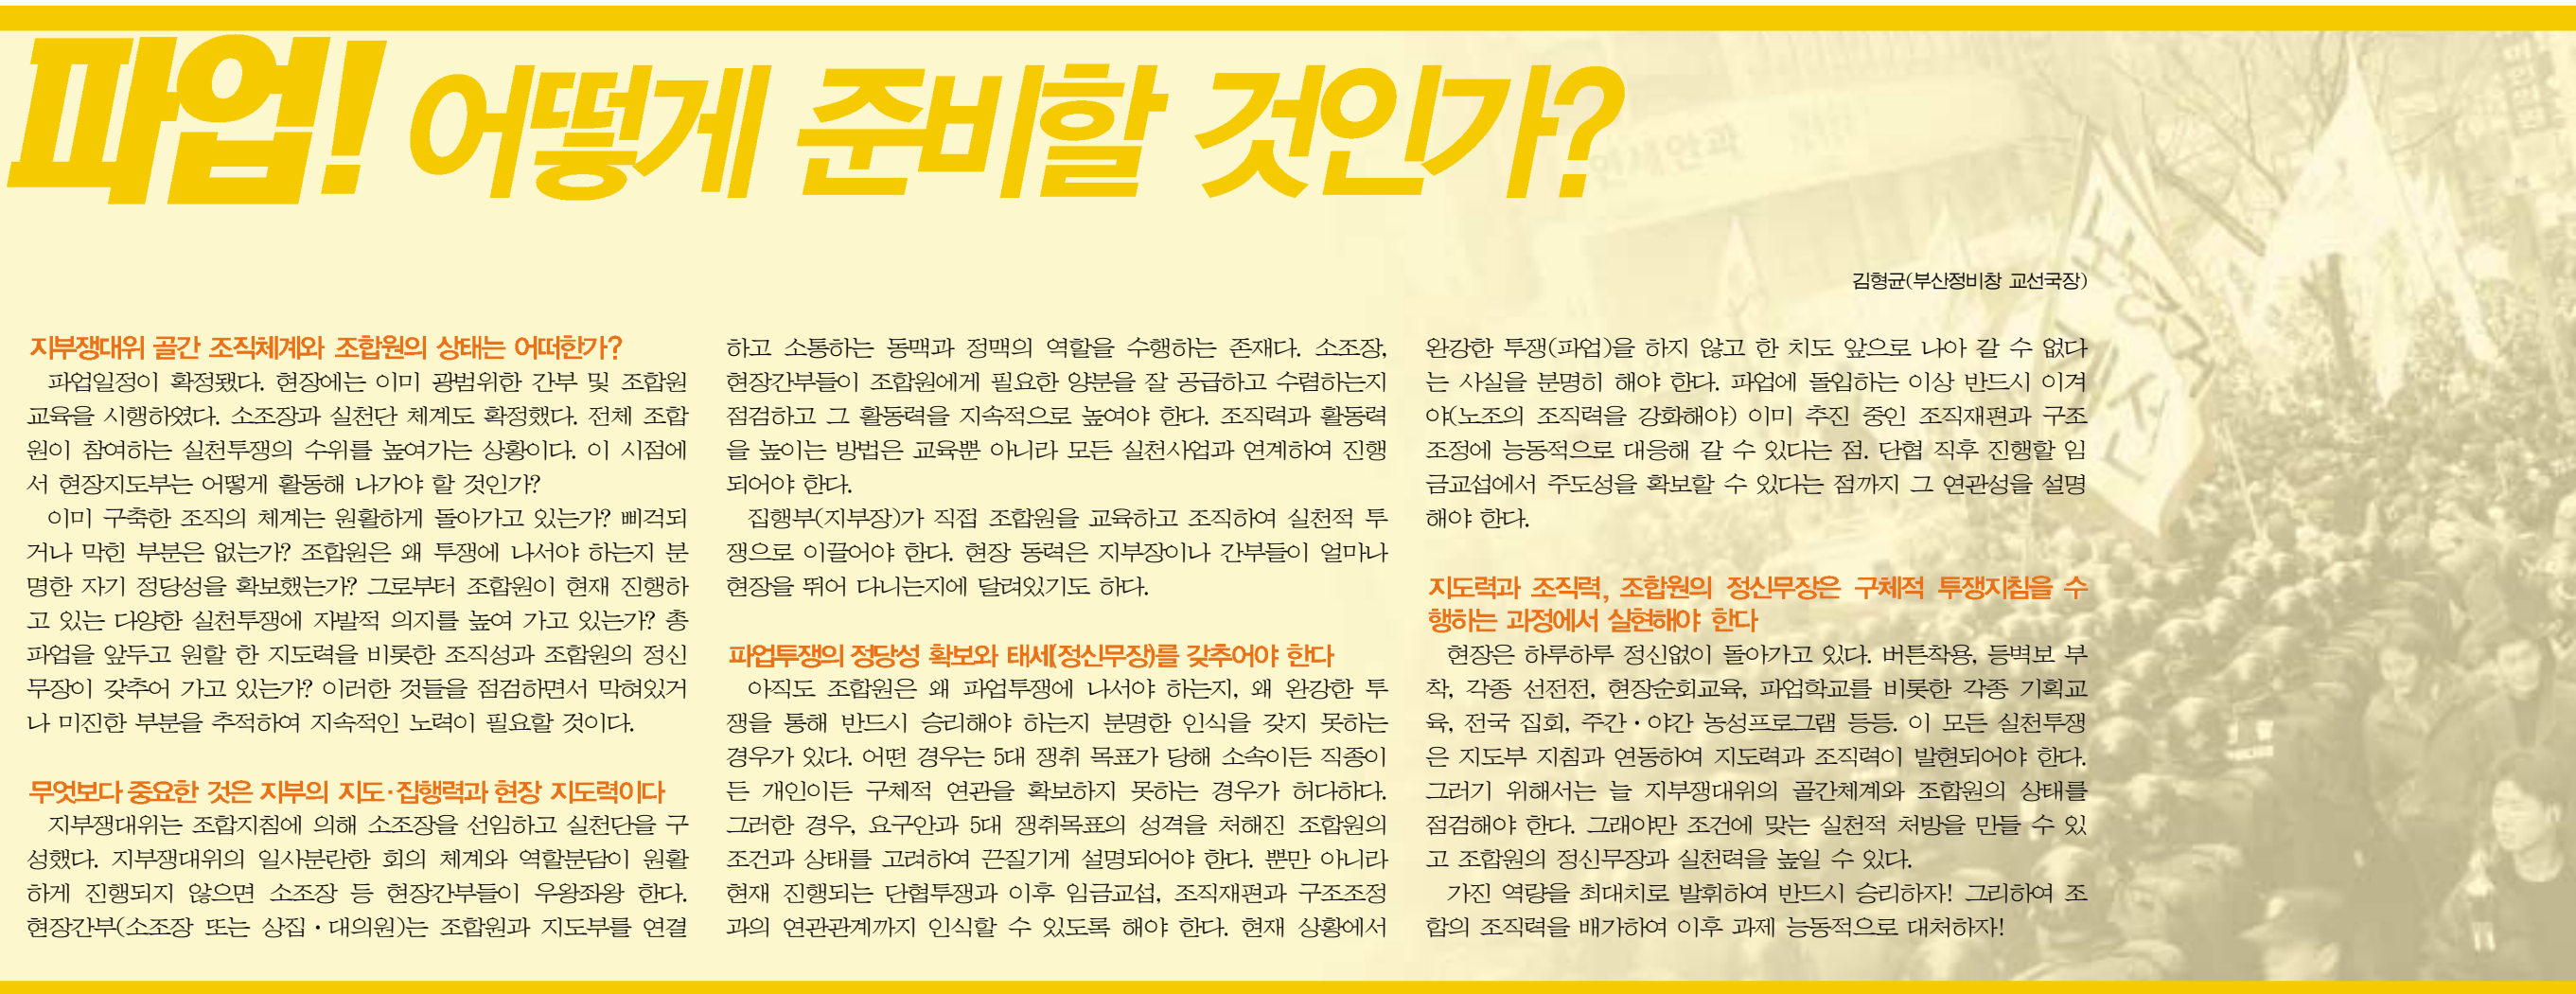 파업! 어떻게 준비할 것인가?
김형균(부산정비창 교선국장)
지부쟁대위 골간 조직체계와 조합원의 상태는 어떠한가?
파업일정이 확정됐다. 현장에는 이미 광범위한 간부 및 조합원
교육을 시행하였다. 소조장과 실천단 체계도 확정했다. 전체 조합
원이 참여하는 실천투쟁의 수위를 높여가는 상황이다. 이 시점에
서 현장지도부는 어떻게 활동해 나가야 할 것인가?
이미 구축한 조직의 체계는 원활하게 돌아가고 있는가? 삐걱되
거나 막힌 부분은 없는가? 조합원은 왜 투쟁에 나서야 하는지 분
명한 자기 정당성을 확보했는가? 그로부터 조합원이 현재 진행하
고 있는 다양한 실천투쟁에 자발적 의지를 높여 가고 있는가? 총
파업을 앞두고 원할 한 지도력을 비롯한 조직성과 조합원의 정신
무장이 갖추어 가고 있는가? 이러한 것들을 점검하면서 막혀있거
나 미진한 부분을 추적하여 지속적인 노력이 필요할 것이다.
무엇보다 중요한 것은 지부의 지도·집행력과 현장 지도력이다
지부쟁대위는 조합지침에 의해 소조장을 선임하고 실천단을 구
성했다. 지부쟁대위의 일사분란한 회의 체계와 역할분담이 원활
하게 진행되지 않으면 소조장 등 현장간부들이 우왕좌왕 한다.
현장간부(소조장 또는 상집·대의원)는 조합원과 지도부를 연결
하고 소통하는 동맥과 정맥의 역할을 수행하는 존재다. 소조장,
현장간부들이 조합원에게 필요한 양분을 잘 공급하고 수렴하는지
점검하고 그 활동력을 지속적으로 높여야 한다. 조직력과 활동력
을 높이는 방법은 교육뿐 아니라 모든 실천사업과 연계하여 진행
되어야 한다.
집행부(지부장)가 직접 조합원을 교육하고 조직하여 실천적 투
쟁으로 이끌어야 한다. 현장 동력은 지부장이나 간부들이 얼마나
현장을 뛰어 다니는지에 달려있기도 하다.
파업투쟁의 정당성 확보와 태세(정신무장)를 갖추어야 한다
아직도 조합원은 왜 파업투쟁에 나서야 하는지, 왜 완강한 투
쟁을 통해 반드시 승리해야 하는지 분명한 인식을 갖지 못하는
경우가 있다. 어떤 경우는 5대 쟁취 목표가 당해 소속이든 직종이
든 개인이든 구체적 연관을 확보하지 못하는 경우가 허다하다.
그러한 경우, 요구안과 5대 쟁취목표의 성격을 처해진 조합원의
조건과 상태를 고려하여 끈질기게 설명되어야 한다. 뿐만 아니라
현재 진행되는 단협투쟁과 이후 임금교섭, 조직재편과 구조조정
과의 연관관계까지 인식할 수 있도록 해야 한다. 현재 상황에서
완강한 투쟁(파업)을 하지 않고 한 치도 앞으로 나아 갈 수 없다
는 사실을 분명히 해야 한다. 파업에 돌입하는 이상 반드시 이겨
야(노조의 조직력을 강화해야) 이미 추진 중인 조직재편과 구조
조정에 능동적으로 대응해 갈 수 있다는 점. 단협 직후 진행할 임
금교섭에서 주도성을 확보할 수 있다는 점까지 그 연관성을 설명
해야 한다.
지도력과 조직력, 조합원의 정신무장은 구체적 투쟁지침을 수
행하는 과정에서 실현해야 한다
현장은 하루하루 정신없이 돌아가고 있다. 버튼착용, 등벽보 부
착, 각종 선전전, 현장순회교육, 파업학교를 비롯한 각종 기획교
육, 전국 집회, 주간·야간 농성프로그램 등등. 이 모든 실천투쟁
은 지도부 지침과 연동하여 지도력과 조직력이 발현되어야 한다.
그러기 위해서는 늘 지부쟁대위의 골간체계와 조합원의 상태를
점검해야 한다. 그래야만 조건에 맞는 실천적 처방을 만들 수 있
고 조합원의 정신무장과 실천력을 높일 수 있다.
가진 역량을 최대치로 발휘하여 반드시 승리하자! 그리하여 조
합의 조직력을 배가하여 이후 과제 능동적으로 대처하자!